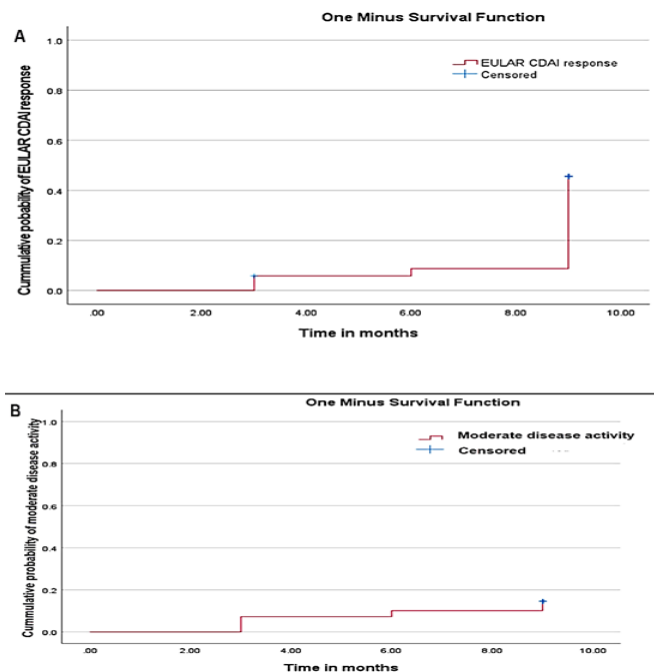 One Minus Survival Function
A
1.0
EULAR CDAI response
Censored
0.8
0.6
0.4
0.2
0.0
Cummulative pobability of EULAR CDAI response
.00 2.00 4.00 6.00 8.00 10.00
Time in months
One Minus Survival Function
B
1.0
Moderate disease activity
Censored
0.8
0.6
0.4
0.2
0.0
Cummulative probability of moderate disease activity
.00 2.00 4.00 6.00 8.00 10.00
Time in months